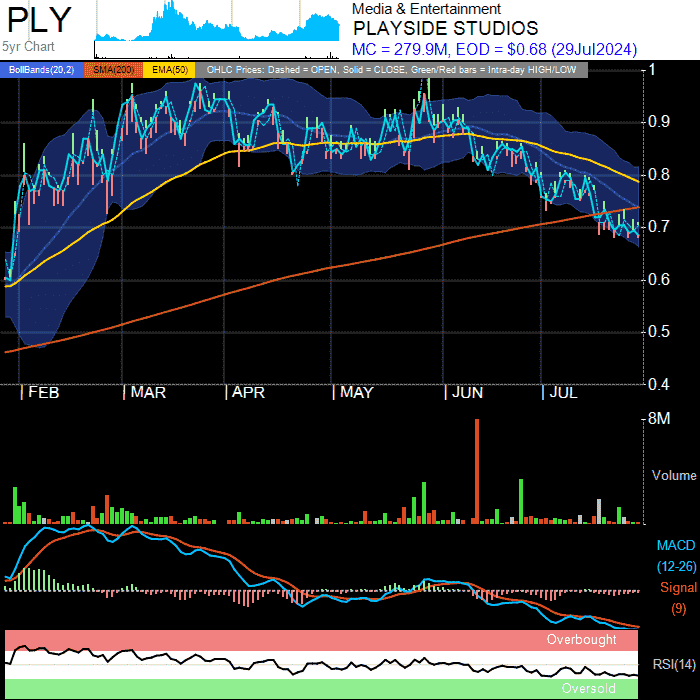 PLY
5yr Chart
Media & Entertainment
PLAYSIDE STUDIOS
MC = 279.9M, EOD = $0.68 (29Jul2024)
BollBands(20,2) SMA(200) EMA(50) OHLC Prices: Dashed = OPEN, Solid = CLOSE, Green/Red bars = Intra-day HIGH/LOW
1
0.9
0.8
0.7
0.6
0.5
0.4
FEB MAR APR MAY JUN JUL
8M
Volume
MACD
(12-26)
Signal
(9)
Overbought
RSI(14)
Oversold